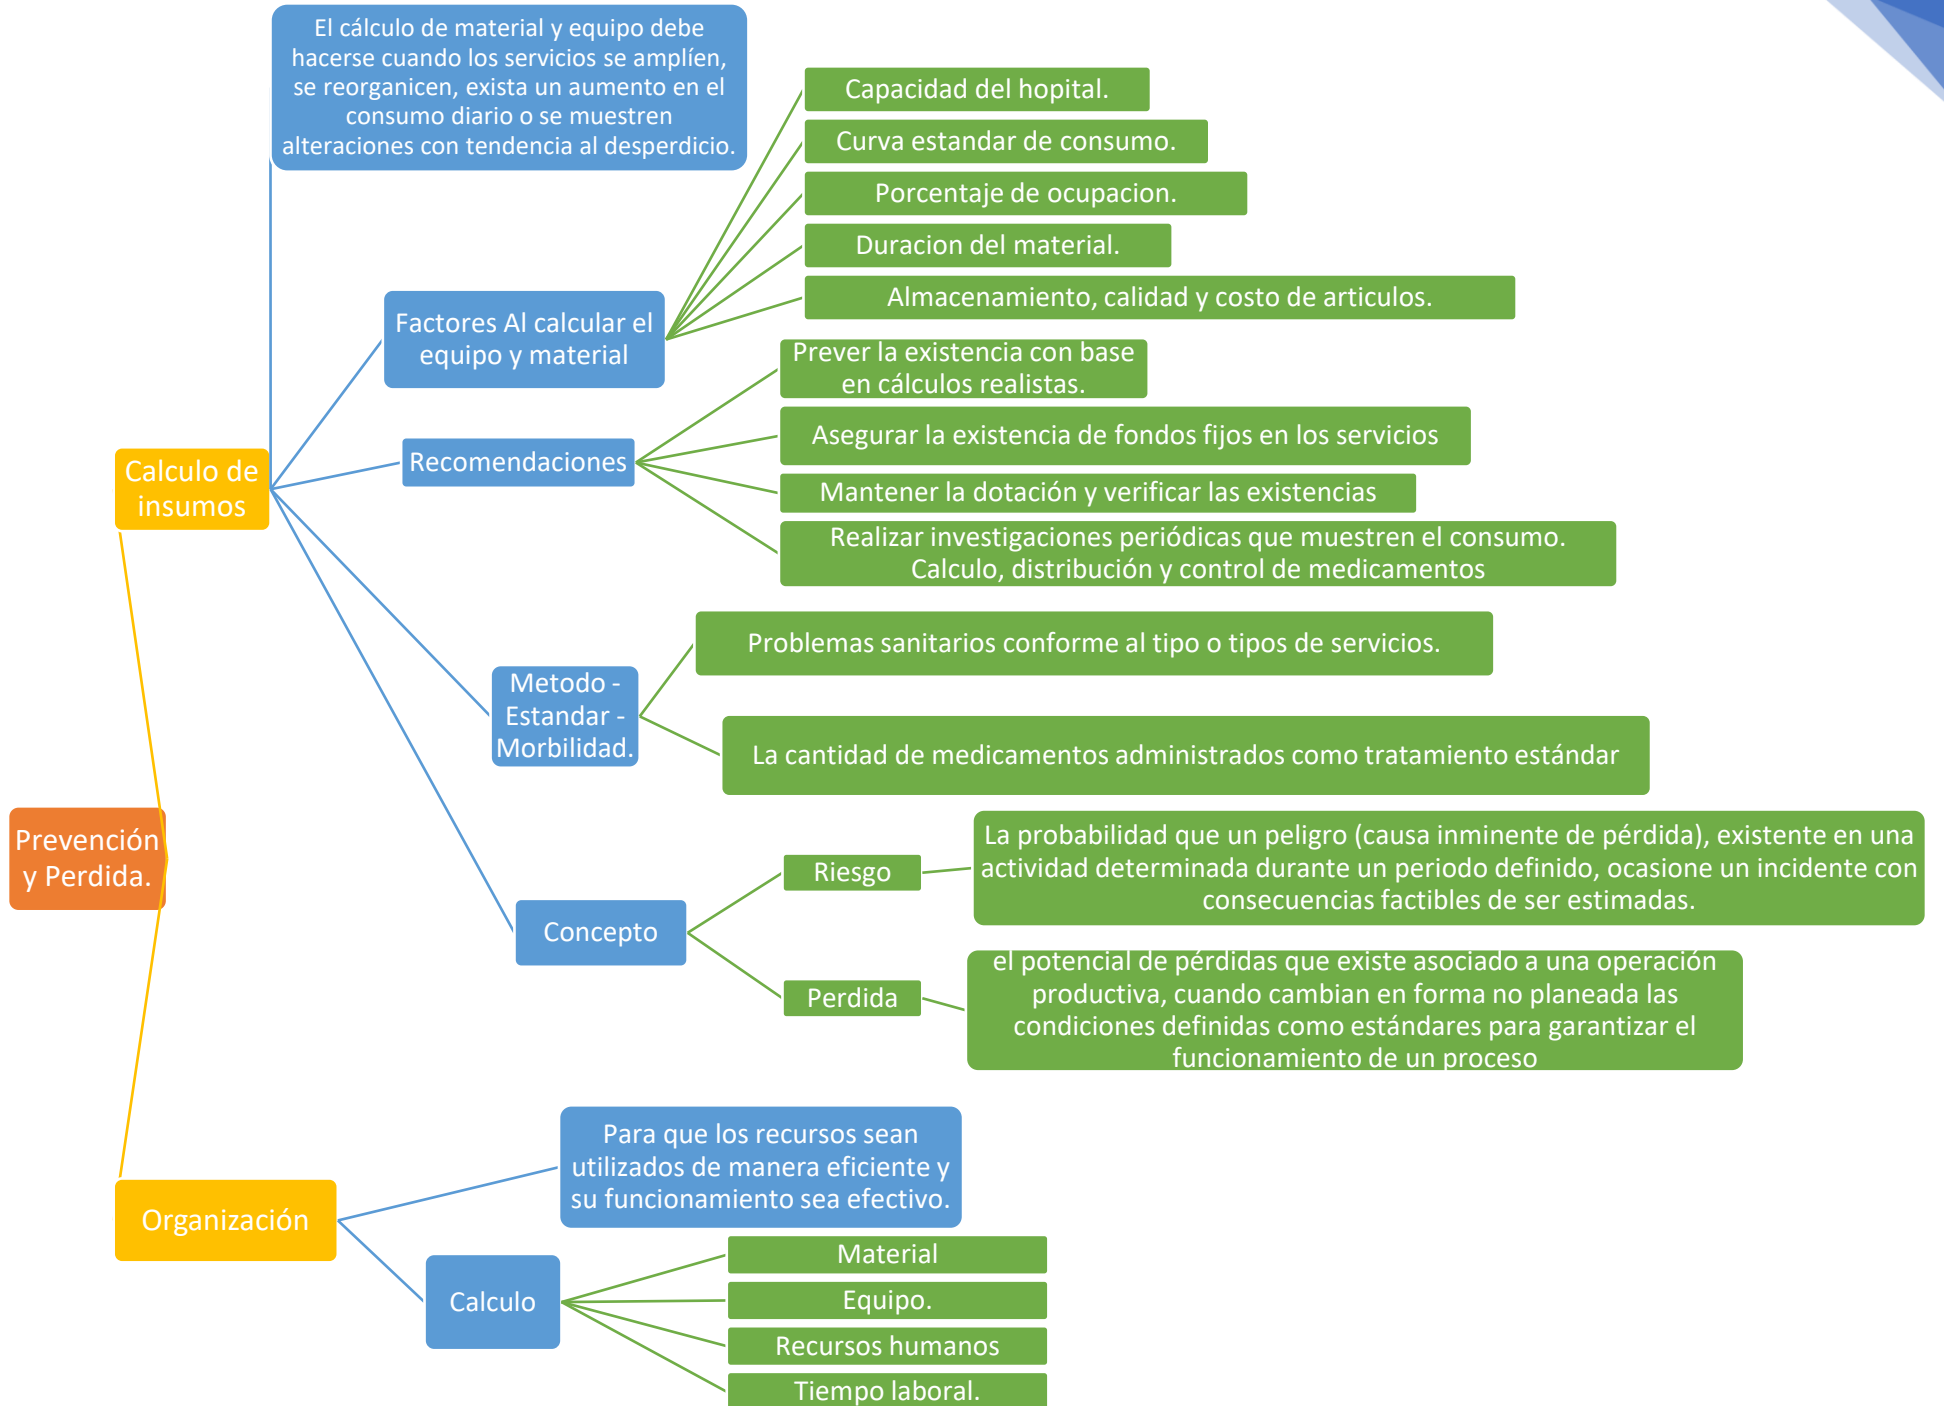 El cálculo de material y equipo debe
hacerse cuando los servicios se amplíen,
se reorganicen, exista un aumento en el
consumo diario o se muestren
alteraciones con tendencia al desperdicio.
Capacidad del hopital.
Curva estandar de consumo.
Porcentaje de ocupacion.
Duracion del material.
Almacenamiento, calidad y costo de articulos.
Factores Al calcular el
equipo y material
Prever la existencia con base
en cálculos realistas.
Asegurar la existencia de fondos fijos en los servicios
Recomendaciones
Mantener la dotación y verificar las existencias
Realizar investigaciones periódicas que muestren el consumo.
Calculo, distribución y control de medicamentos
Calculo de
insumos
Problemas sanitarios conforme al tipo o tipos de servicios.
Metodo -
Estandar -
Morbilidad.
La cantidad de medicamentos administrados como tratamiento estándar
Prevención
y Perdida.
Riesgo
La probabilidad que un peligro (causa inminente de pérdida), existente en una
actividad determinada durante un periodo definido, ocasione un incidente con
consecuencias factibles de ser estimadas.
Concepto
Perdida
el potencial de pérdidas que existe asociado a una operación
productiva, cuando cambian en forma no planeada las
condiciones definidas como estándares para garantizar el
funcionamiento de un proceso
Para que los recursos sean
utilizados de manera eficiente y
su funcionamiento sea efectivo.
Organización
Calculo
Material
Equipo.
Recursos humanos
Tiempo laboral.